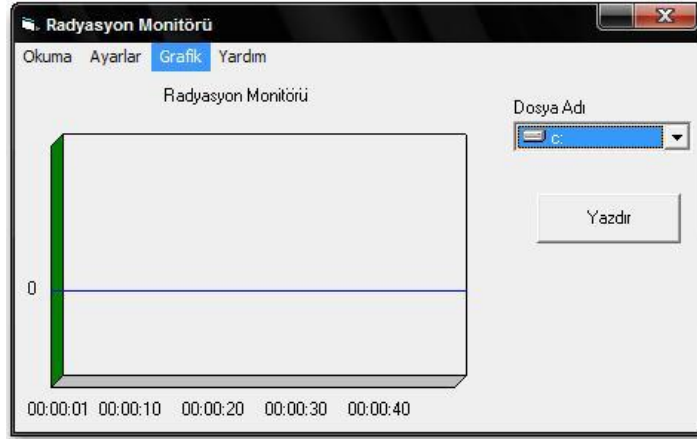 Radyasyon Monitörü
Okuma Ayarlar Grafik Yardım
Radyasyon Monitörü
Dosya Adı
c:
Yazdır
0
00:00:01 00:00:10 00:00:20 00:00:30 00:00:40